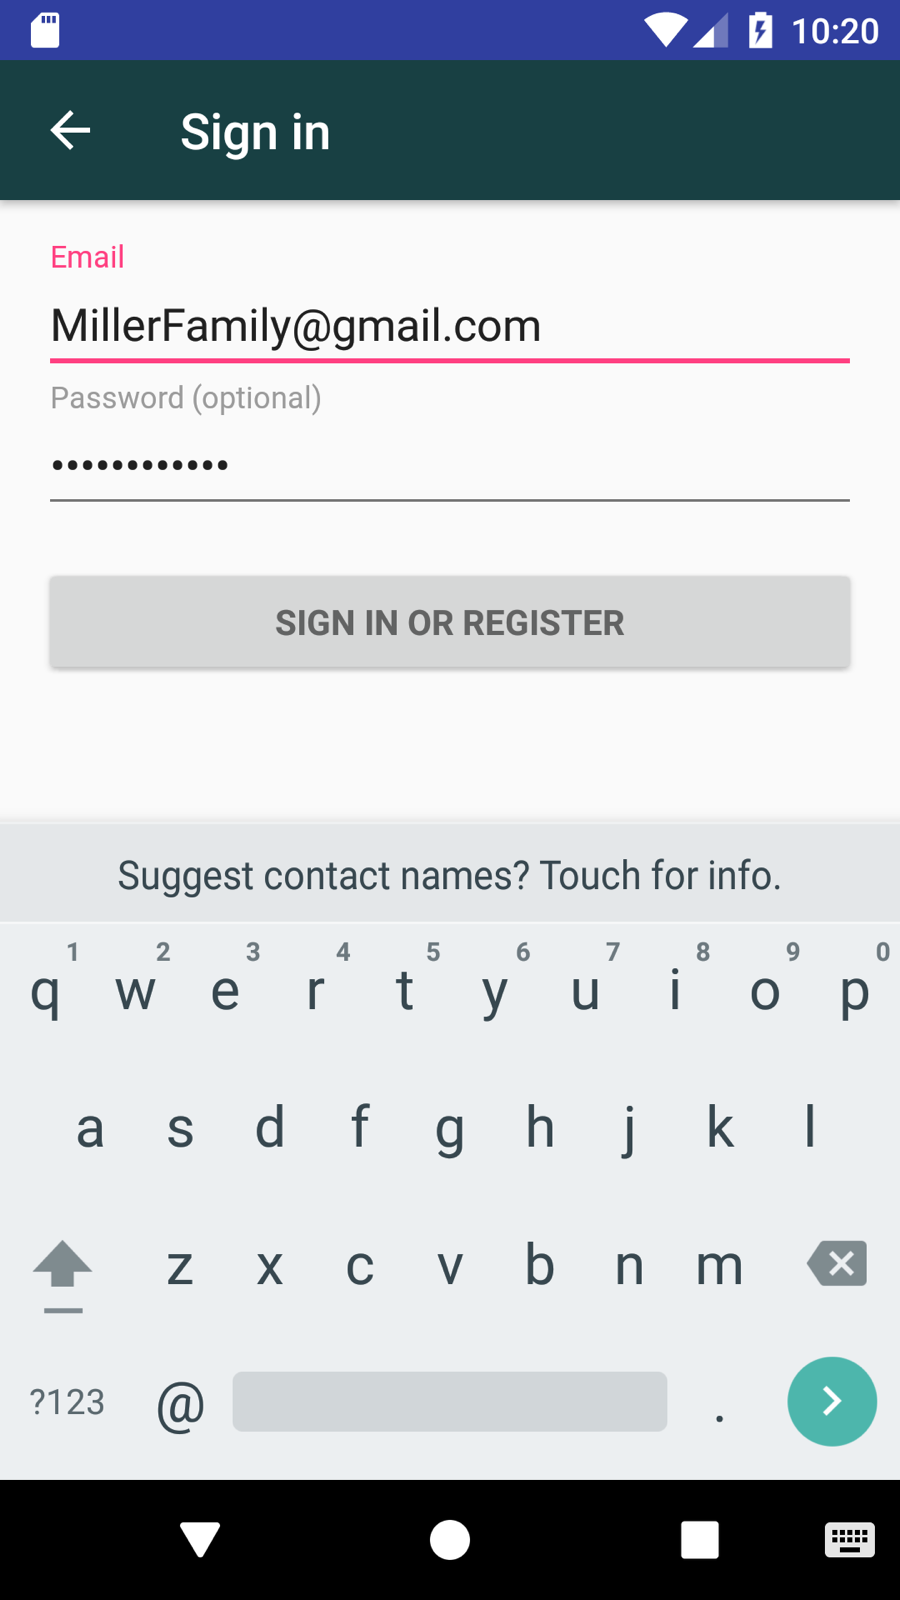 10:20
Sign in
Email
MillerFamily@gmail.com
Password (optional)
••••••••••••
SIGN IN OR REGISTER
Suggest contact names? Touch for info.
1 2 3 4 5 6 7 8 9 0
q w e r t y u i o p
a s d f g h j k l
z x c v b n m
?123 @ .